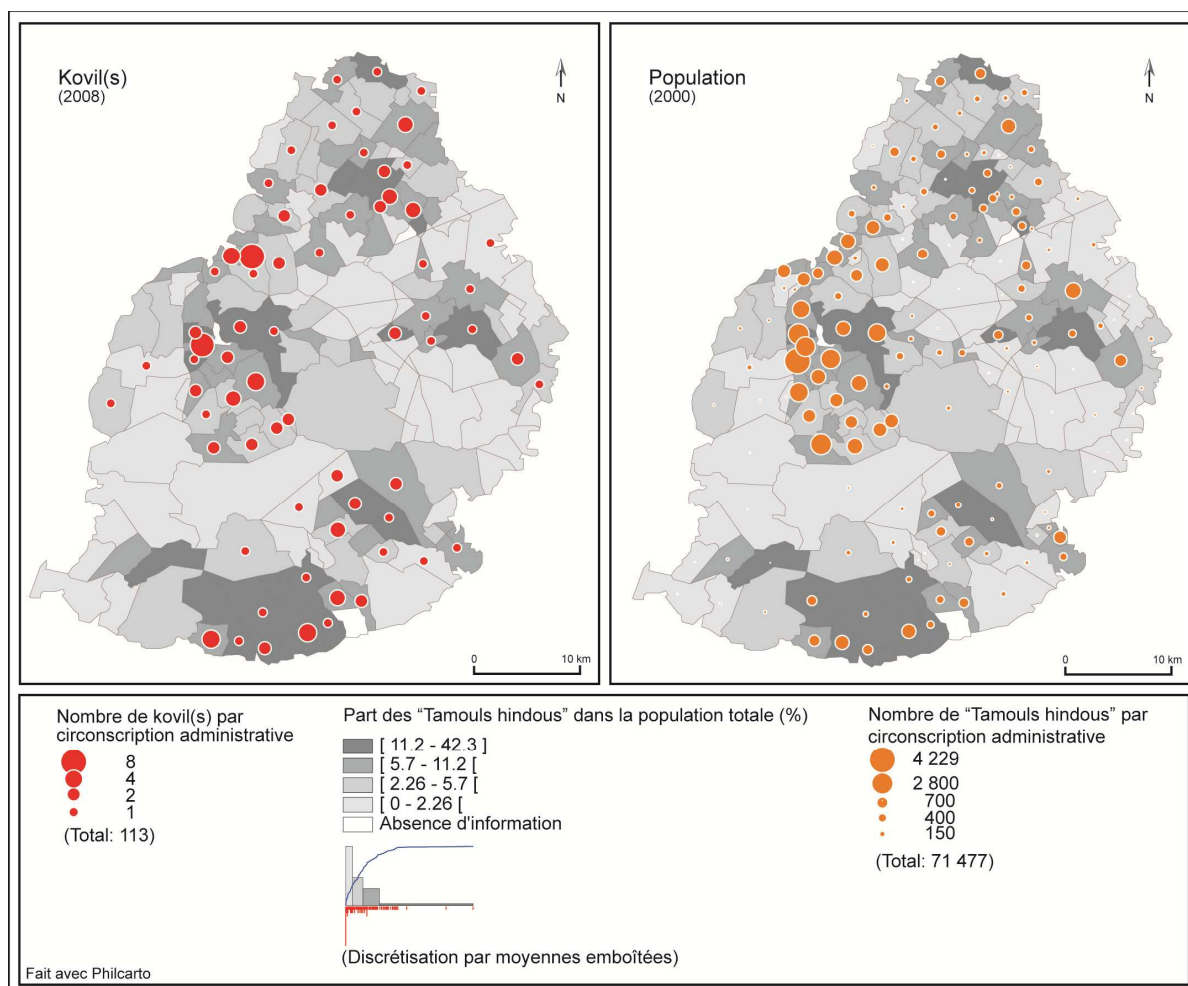 Kovil(s)
(2008)
N
0
10 km
Population
(2000)
N
0
10 km
Nombre de kovil(s) par
circonscription administrative
8
4
2
1
(Total: 113)
Part des “Tamouls hindous” dans la population totale (%)
[ 11.2 - 42.3 ]
[ 5.7 - 11.2 [
[ 2.26 - 5.7 [
[ 0 - 2.26 [
Absence d'information
(Discrétisation par moyennes emboîtées)
Nombre de “Tamouls hindous” par
circonscription administrative
4 229
2 800
700
400
150
(Total: 71 477)
Fait avec Philcarto